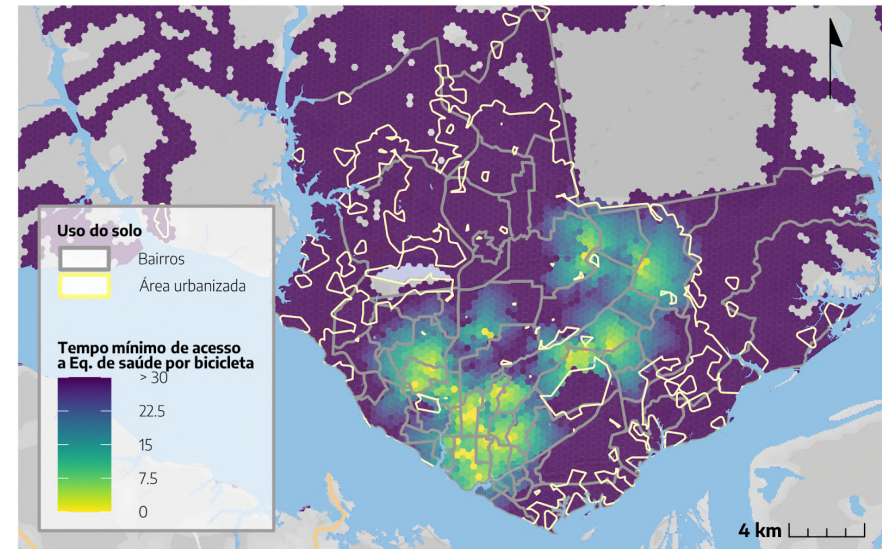 Uso do solo
Bairros
Área urbanizada
Tempo mínimo de acesso
a Eq. de saúde por bicicleta
> 30
22.5
15
7.5
0
4 km